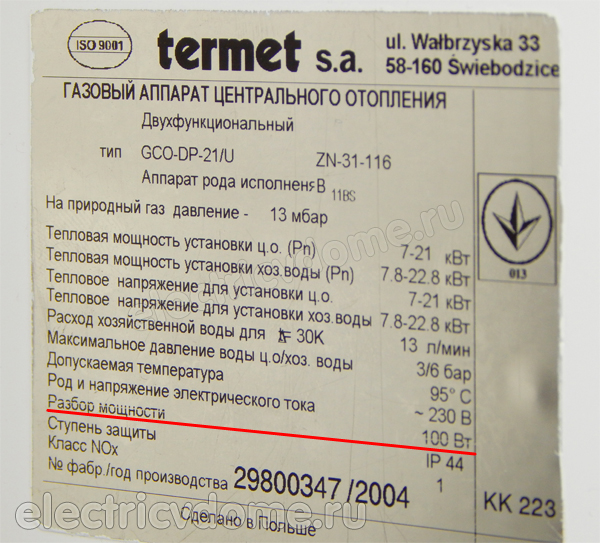 ISO 9001
termet s.a.
ul. Wałbrzyska 33
58-160 Świebodzice
ГАЗОВЫЙ АППАРАТ ЦЕНТРАЛЬНОГО ОТОПЛЕНИЯ
Двухфункциональный
тип GCO-DP-21/U ZN-31-116
Аппарат рода исполненя B 11BS
На природный газ давление - 13 мбар
013
Тепловая мощность установки ц.о. (Pn) 7-21 кВт
Тепловая мощность установки хоз.воды (Pn) 7.8-22.8 кВт
Тепловое напряжение для установки ц.о. 7-21 кВт
Тепловое напряжение для установки хоз.воды 7.8-22.8 кВт
Расход хозяйственной воды для 30K 13 л/мин
Максимальное давление воды ц.о/хоз. воды 3/6 бар
Допускаемая температура 95° C
Род и напряжение электрического тока ~ 230 В
Разбор мощности 100 Вт
Ступень защиты IP 44
Класс NOx 1
№ фабр./год производства 29800347/2004 КК 223
Сделано в Польше
electricvdome.ru
electricvdome.ru